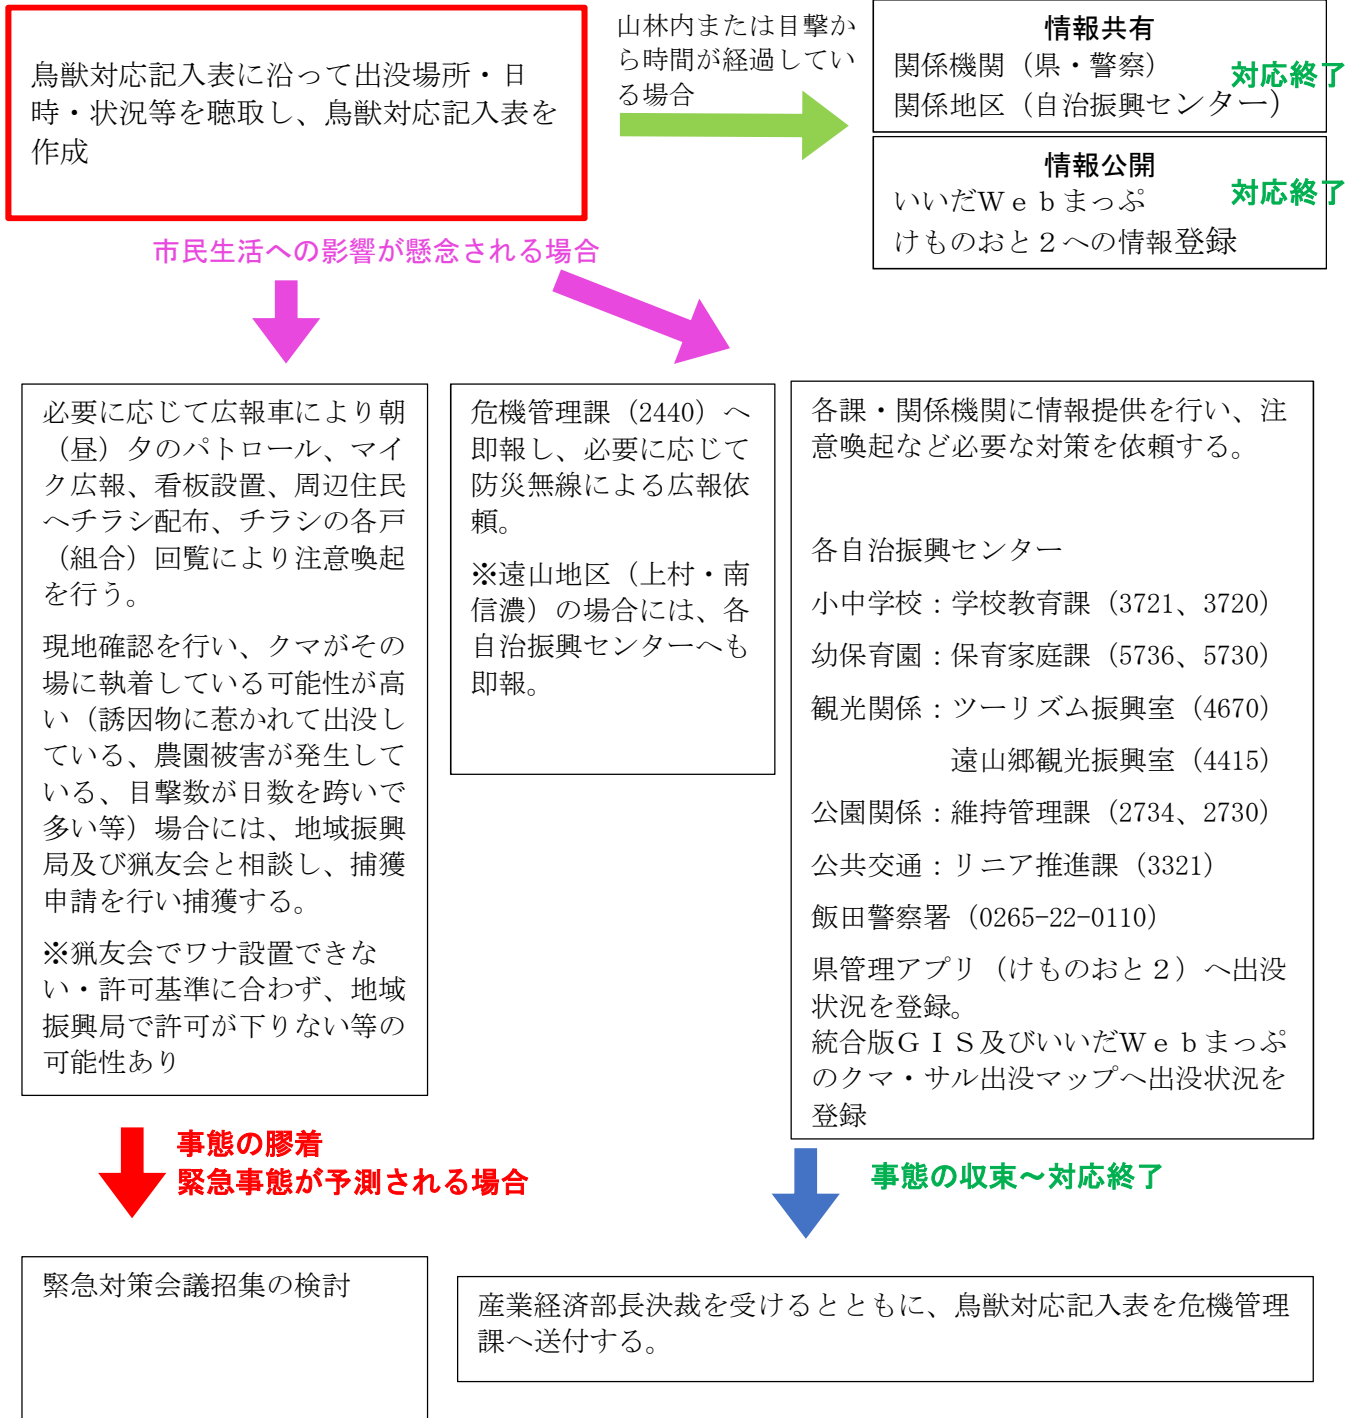 鳥獣対応記入表に沿って出没場所・日
時・状況等を聴取し、鳥獣対応記入表を
作成
山林内または目撃か
ら時間が経過してい
る場合
情報共有
関係機関（県・警察）
関係地区（自治振興センター）
対応終了
情報公開
いいだＷｅｂまっぷ
けものおと２への情報登録
対応終了
市民生活への影響が懸念される場合
必要に応じて広報車により朝
（昼）夕のパトロール、マイ
ク広報、看板設置、周辺住民
へチラシ配布、チラシの各戸
（組合）回覧により注意喚起
を行う。
現地確認を行い、クマがその
場に執着している可能性が高
い（誘因物に惹かれて出没し
ている、農園被害が発生して
いる、目撃数が日数を跨いで
多い等）場合には、地域振興
局及び猟友会と相談し、捕獲
申請を行い捕獲する。
※猟友会でワナ設置できな
い・許可基準に合わず、地域
振興局で許可が下りない等の
可能性あり
危機管理課（2440）へ
即報し、必要に応じて
防災無線による広報依
頼。
※遠山地区（上村・南
信濃）の場合には、各
自治振興センターへも
即報。
各課・関係機関に情報提供を行い、注
意喚起など必要な対策を依頼する。
各自治振興センター
小中学校：学校教育課（3721、3720）
幼保育園：保育家庭課（5736、5730）
観光関係：ツーリズム振興室（4670）
遠山郷観光振興室（4415）
公園関係：維持管理課（2734、2730）
公共交通：リニア推進課（3321）
飯田警察署（0265-22-0110）
県管理アプリ（けものおと２）へ出没
状況を登録。
統合版ＧＩＳ及びいいだＷｅｂまっぷ
のクマ・サル出没マップへ出没状況を
登録
事態の膠着
緊急事態が予測される場合
事態の収束～対応終了
緊急対策会議招集の検討
産業経済部長決裁を受けるとともに、鳥獣対応記入表を危機管理
課へ送付する。